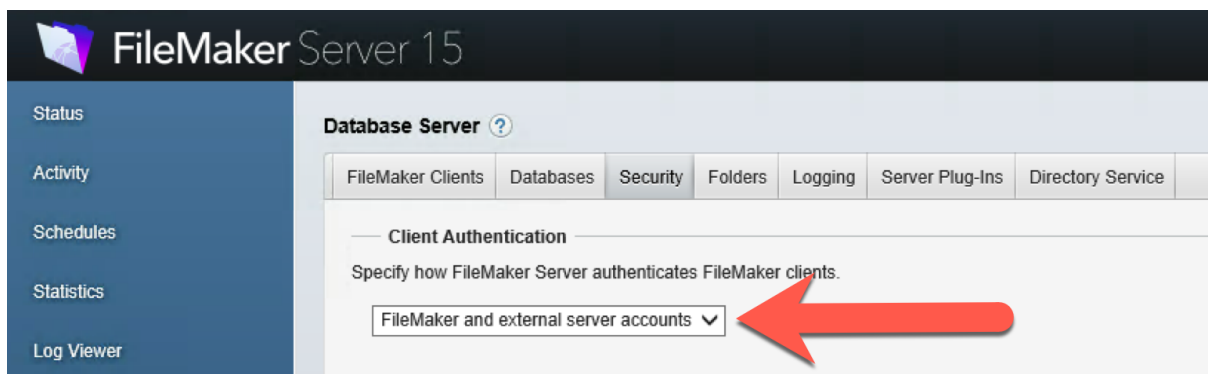 FileMaker Server 15
Status
Activity
Schedules
Statistics
Log Viewer
Database Server ?
FileMaker Clients Databases Security Folders Logging Server Plug-Ins Directory Service
Client Authentication
Specify how FileMaker Server authenticates FileMaker clients.
FileMaker and external server accounts